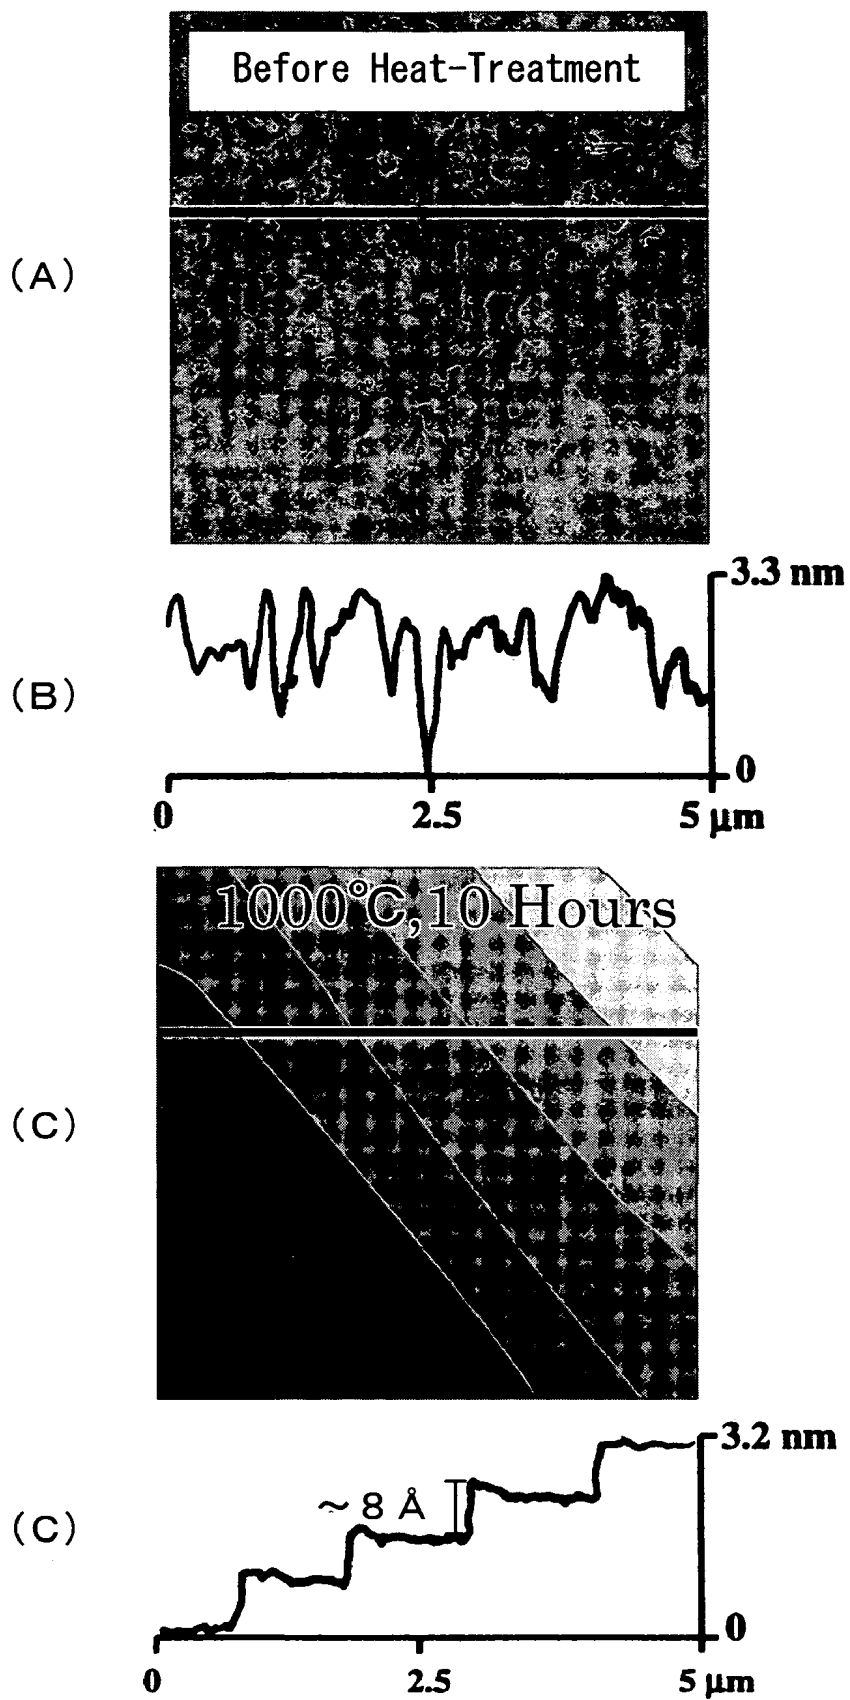 Before Heat-Treatment
(A)
3.3 nm
(B)
0
0
2.5
5 μm
1000°C,10 Hours
(C)
3.2 nm
~ 8 Å
(C)
0
0
2.5
5 μm